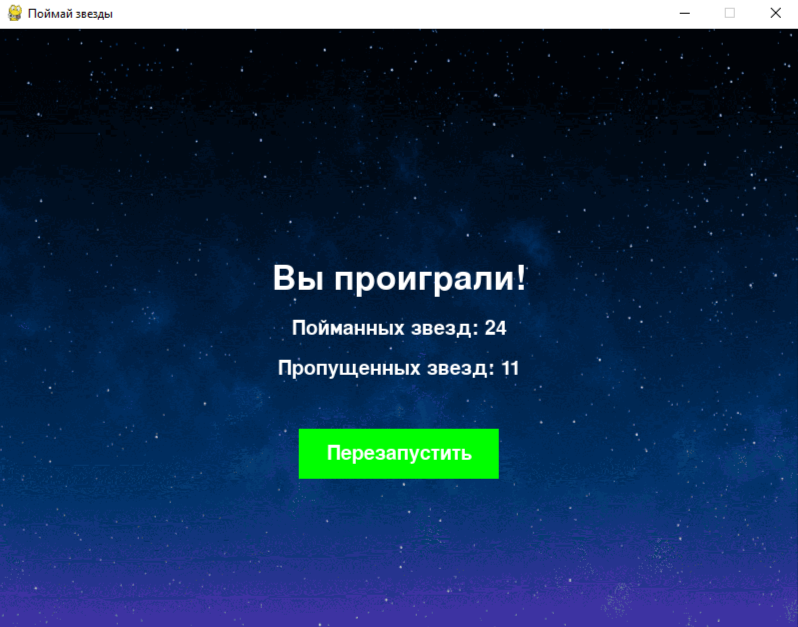 Поймай звезды
Вы проиграли!
Пойманных звезд: 24
Пропущенных звезд: 11
Перезапустить